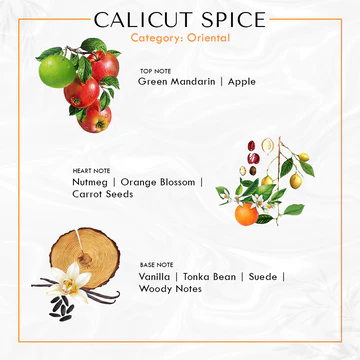 CALICUT SPICE
Category: Oriental
TOP NOTE
Green Mandarin | Apple
HEART NOTE
Nutmeg | Orange Blossom |
Carrot Seeds
BASE NOTE
Vanilla | Tonka Bean | Suede |
Woody Notes